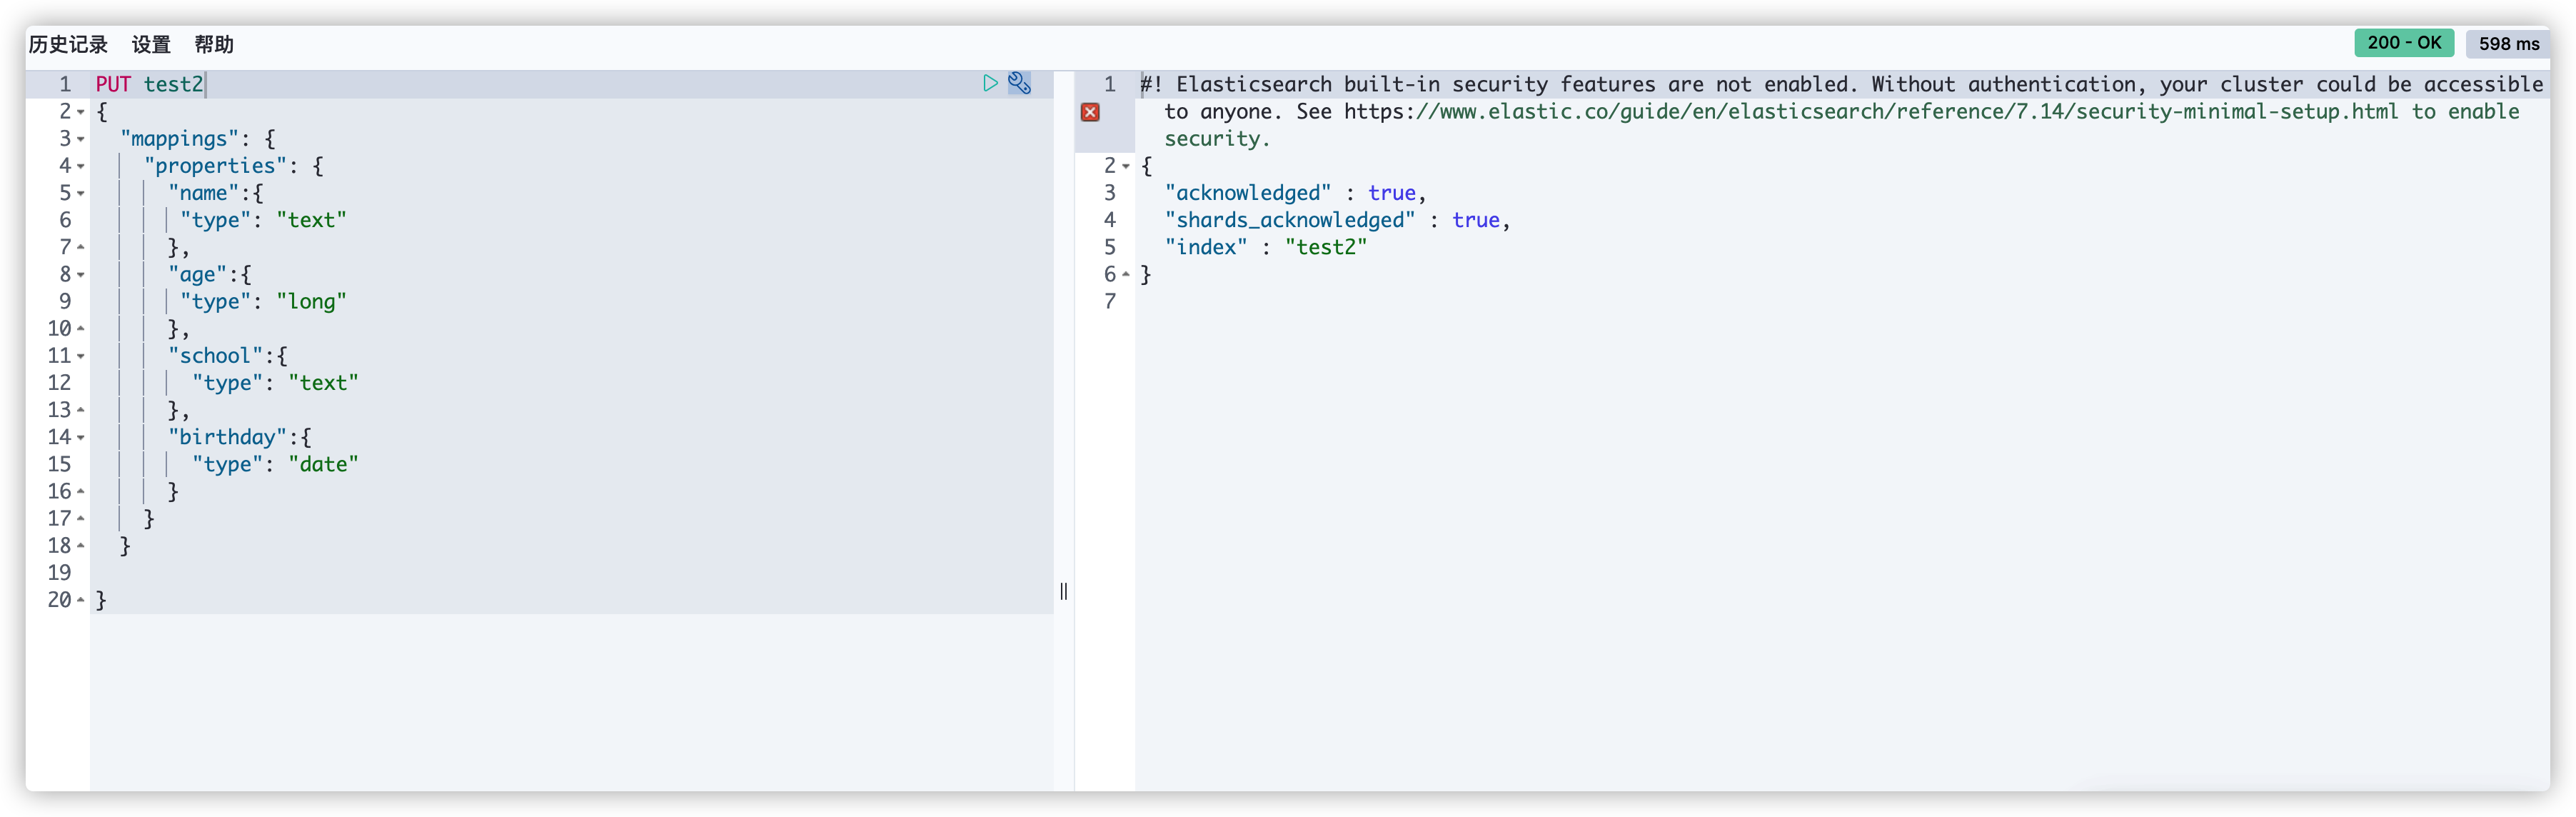 历史记录 设置 帮助
200 - OK 598 ms
1 PUT test2
2 {
3 "mappings": {
4 "properties": {
5 "name":{
6 "type": "text"
7 },
8 "age":{
9 "type": "long"
10 },
11 "school":{
12 "type": "text"
13 },
14 "birthday":{
15 "type": "date"
16 }
17 }
18 }
19
20 }
1 #! Elasticsearch built-in security features are not enabled. Without authentication, your cluster could be accessible
to anyone. See https://www.elastic.co/guide/en/elasticsearch/reference/7.14/security-minimal-setup.html to enable
security.
2 {
3 "acknowledged" : true,
4 "shards_acknowledged" : true,
5 "index" : "test2"
6 }
7